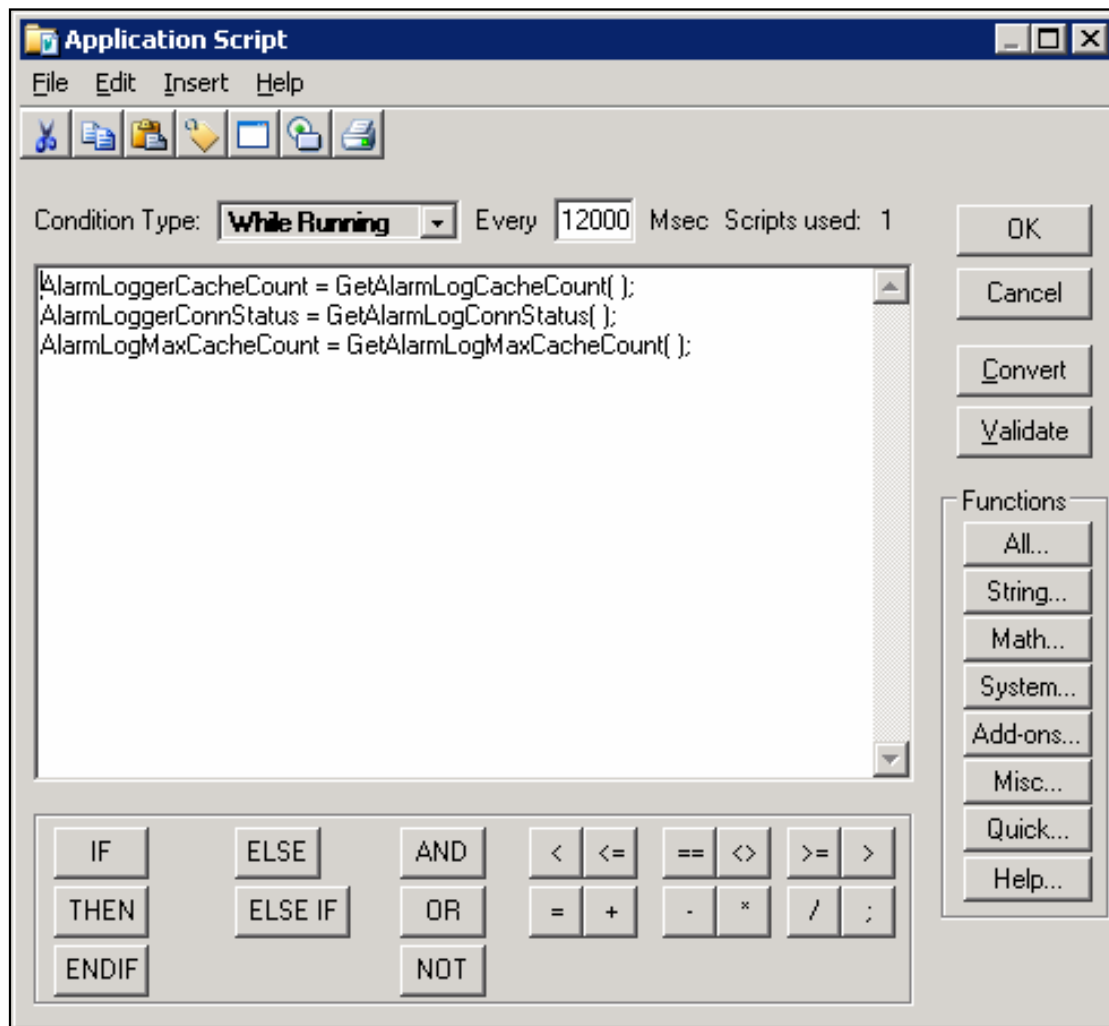 Application Script
File Edit Insert Help
Condition Type: While Running Every 12000 Msec Scripts used: 1
AlarmLoggerCacheCount = GetAlarmLogCacheCount( );
AlarmLoggerConnStatus = GetAlarmLogConnStatus( );
AlarmLogMaxCacheCount = GetAlarmLogMaxCacheCount( );
OK
Cancel
Convert
Validate
Functions
All...
String...
Math...
System...
Add-ons...
Misc...
Quick...
Help...
IF ELSE AND < <= == <> >= >
THEN ELSE IF OR = + - * / ;
ENDIF NOT